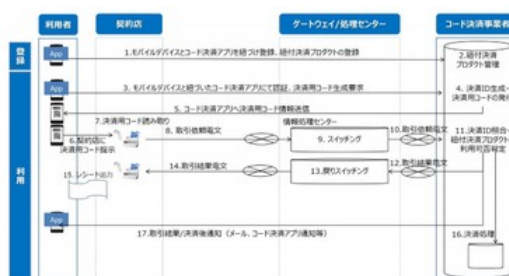 利用者
契約店
ゲートウェイ/処理センター
コード決済事業者
登録
App
1.モバイルデバイスとコード決済アプリを紐づけ登録、紐付決済プロダクトの登録
2.紐付決済
プロダクト管理
利用
App
3. モバイルデバイスと紐づいたコード決済アプリにて認証、決済用コード生成要求
4. 決済ID生成・
決済用コードの発行
5. コード決済アプリへ決済用コード情報送信
7.決済用コード読み取り
6.契約店に
決済用コード提示
8. 取引依頼電文
情報処理センター
9. スイッチング
10.取引依頼電文
11.決済ID照合・
紐付決済プロダクト
利用可否判定
12.取引結果電文
13.戻りスイッチング
14.取引結果電文
15. レシート出力
App
17.取引結果/決済後通知（メール、コード決済アプリ通知等）
16.決済処理